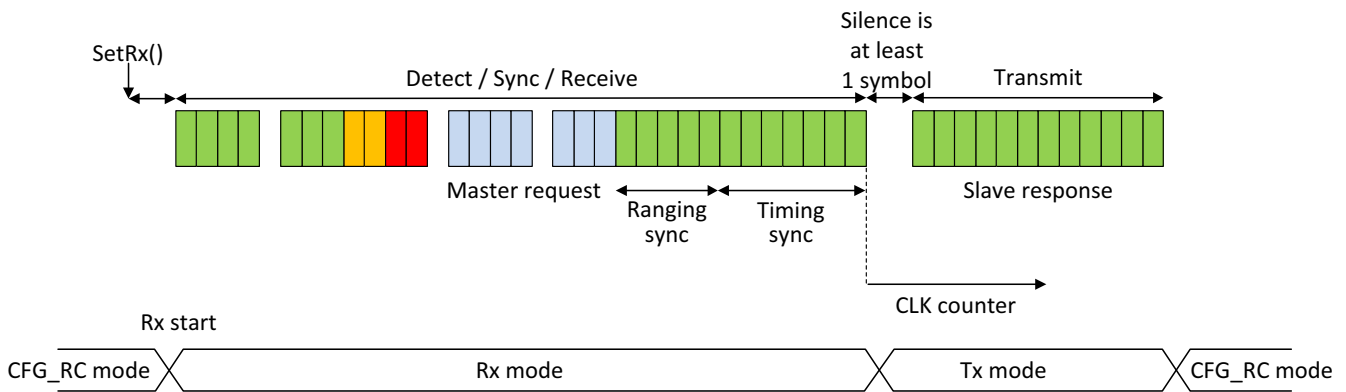 Silence is
at least
1 symbol
SetRx()
Detect / Sync / Receive
Transmit
Master request
Ranging
sync
Timing
sync
Slave response
CLK counter
Rx start
CFG_RC mode
Rx mode
Tx mode
CFG_RC mode